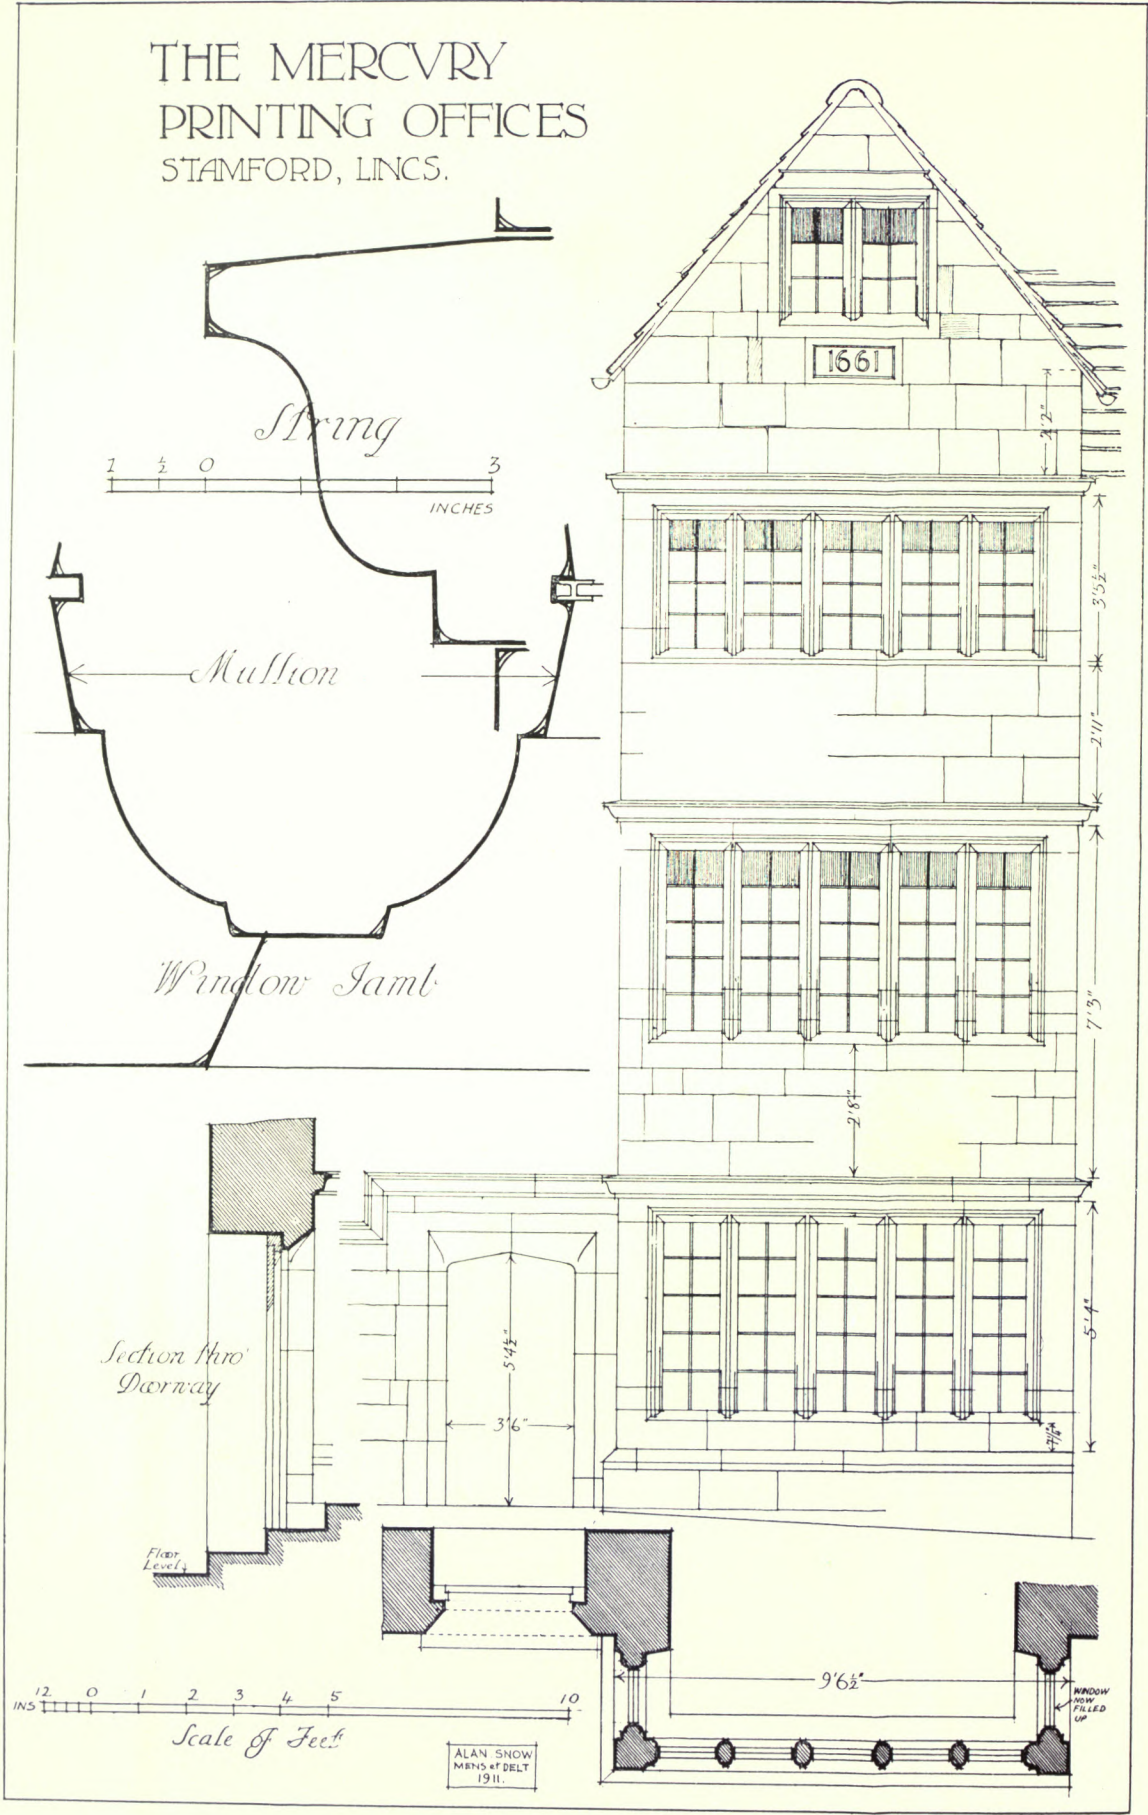 THE MERCVRY
PRINTING OFFICES
STAMFORD, LINCS.
String
1 ½ 0 3
INCHES
1661
2'2"
3'5½"
Mullion
2'11"
Window Jamb
7'3"
2'8"
Section thro'
Doorway
5'4½"
3'6"
5'4"
7½"
Floor
Level
9'6½"
WINDOW
NOW
FILLED
UP
INS 12 0 1 2 3 4 5 10
Scale of Feet
ALAN SNOW
MENS et DELT
1911.